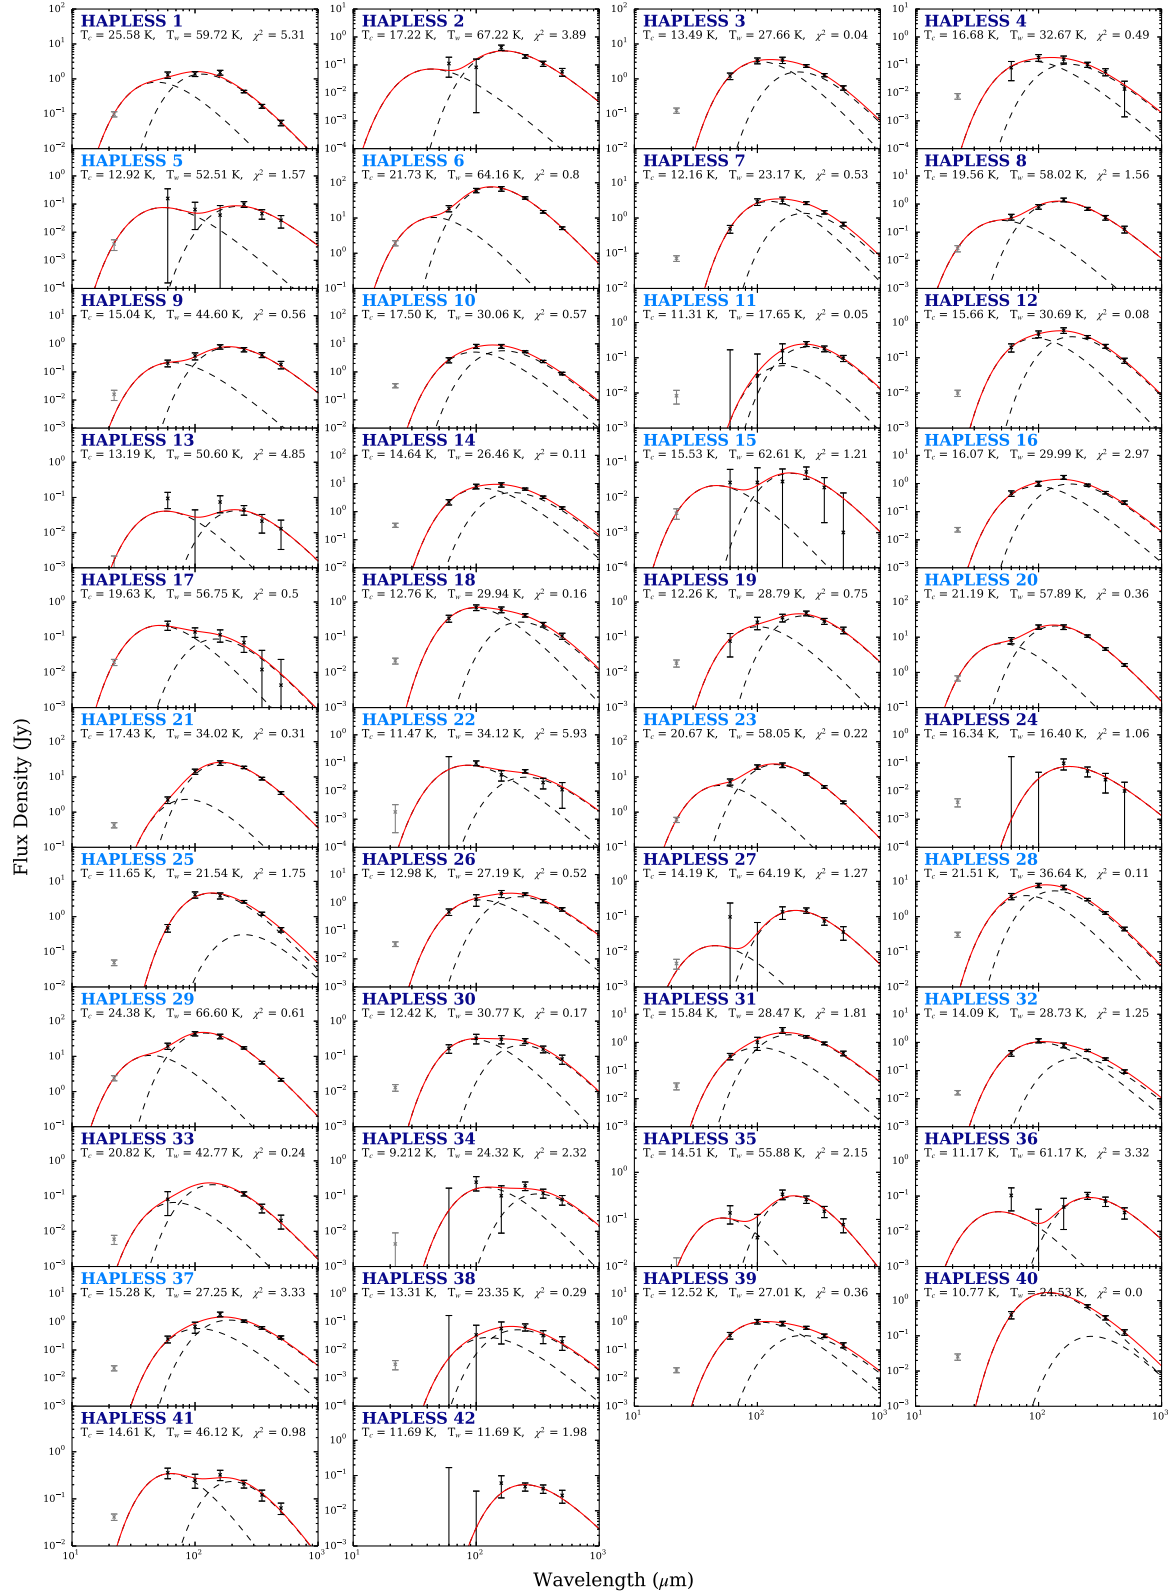 HAPLESS 1
T_c = 25.58 K, T_w = 59.72 K, χ² = 5.31
HAPLESS 2
T_c = 17.22 K, T_w = 67.22 K, χ² = 3.89
HAPLESS 3
T_c = 13.49 K, T_w = 27.66 K, χ² = 0.04
HAPLESS 4
T_c = 16.68 K, T_w = 32.67 K, χ² = 0.49
HAPLESS 5
T_c = 12.92 K, T_w = 52.51 K, χ² = 1.57
HAPLESS 6
T_c = 21.73 K, T_w = 64.16 K, χ² = 0.8
HAPLESS 7
T_c = 12.16 K, T_w = 23.17 K, χ² = 0.53
HAPLESS 8
T_c = 19.56 K, T_w = 58.02 K, χ² = 1.56
HAPLESS 9
T_c = 15.04 K, T_w = 44.60 K, χ² = 0.56
HAPLESS 10
T_c = 17.50 K, T_w = 30.06 K, χ² = 0.57
HAPLESS 11
T_c = 11.31 K, T_w = 17.65 K, χ² = 0.05
HAPLESS 12
T_c = 15.66 K, T_w = 30.69 K, χ² = 0.08
HAPLESS 13
T_c = 13.19 K, T_w = 50.60 K, χ² = 4.85
HAPLESS 14
T_c = 14.64 K, T_w = 26.46 K, χ² = 0.11
HAPLESS 15
T_c = 15.53 K, T_w = 62.61 K, χ² = 1.21
HAPLESS 16
T_c = 16.07 K, T_w = 29.99 K, χ² = 2.97
HAPLESS 17
T_c = 19.63 K, T_w = 56.75 K, χ² = 0.5
HAPLESS 18
T_c = 12.76 K, T_w = 29.94 K, χ² = 0.16
HAPLESS 19
T_c = 12.26 K, T_w = 28.79 K, χ² = 0.75
HAPLESS 20
T_c = 21.19 K, T_w = 57.89 K, χ² = 0.36
HAPLESS 21
T_c = 17.43 K, T_w = 34.02 K, χ² = 0.31
HAPLESS 22
T_c = 11.47 K, T_w = 34.12 K, χ² = 5.93
HAPLESS 23
T_c = 20.67 K, T_w = 58.05 K, χ² = 0.22
HAPLESS 24
T_c = 16.34 K, T_w = 16.40 K, χ² = 1.06
HAPLESS 25
T_c = 11.65 K, T_w = 21.54 K, χ² = 1.75
HAPLESS 26
T_c = 12.98 K, T_w = 27.19 K, χ² = 0.52
HAPLESS 27
T_c = 14.19 K, T_w = 64.19 K, χ² = 1.27
HAPLESS 28
T_c = 21.51 K, T_w = 36.64 K, χ² = 0.11
HAPLESS 29
T_c = 24.38 K, T_w = 66.60 K, χ² = 0.61
HAPLESS 30
T_c = 12.42 K, T_w = 30.77 K, χ² = 0.17
HAPLESS 31
T_c = 15.84 K, T_w = 28.47 K, χ² = 1.81
HAPLESS 32
T_c = 14.09 K, T_w = 28.73 K, χ² = 1.25
HAPLESS 33
T_c = 20.82 K, T_w = 42.77 K, χ² = 0.24
HAPLESS 34
T_c = 9.212 K, T_w = 24.32 K, χ² = 2.32
HAPLESS 35
T_c = 14.51 K, T_w = 55.88 K, χ² = 2.15
HAPLESS 36
T_c = 11.17 K, T_w = 61.17 K, χ² = 3.32
HAPLESS 37
T_c = 15.28 K, T_w = 27.25 K, χ² = 3.33
HAPLESS 38
T_c = 13.31 K, T_w = 23.35 K, χ² = 0.29
HAPLESS 39
T_c = 12.52 K, T_w = 27.01 K, χ² = 0.36
HAPLESS 40
T_c = 10.77 K, T_w = 24.53 K, χ² = 0.0
HAPLESS 41
T_c = 14.61 K, T_w = 46.12 K, χ² = 0.98
HAPLESS 42
T_c = 11.69 K, T_w = 11.69 K, χ² = 1.98
Flux Density (Jy)
10¹ 10² 10³
Wavelength (μm)